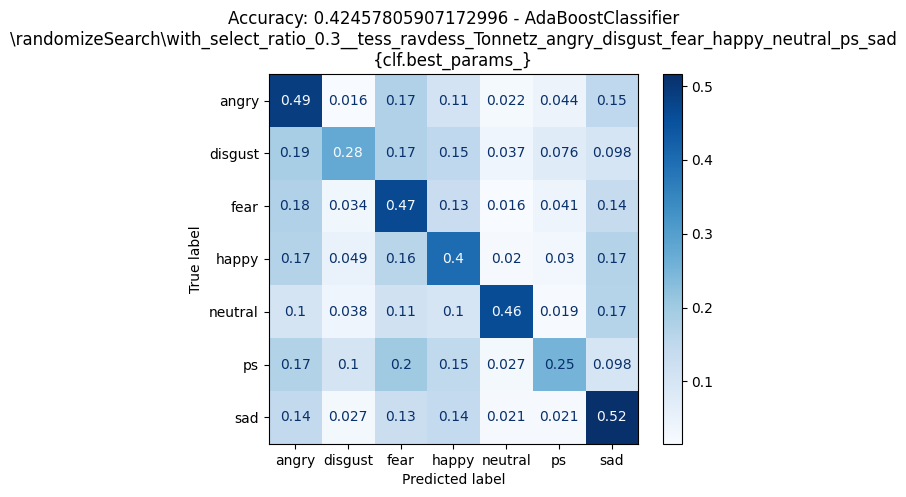 Accuracy: 0.42457805907172996 - AdaBoostClassifier
\randomizeSearch\with_select_ratio_0.3__tess_ravdess_Tonnetz_angry_disgust_fear_happy_neutral_ps_sad
{clf.best_params_}
True label
angry 0.49 0.016 0.17 0.11 0.022 0.044 0.15
disgust 0.19 0.28 0.17 0.15 0.037 0.076 0.098
fear 0.18 0.034 0.47 0.13 0.016 0.041 0.14
happy 0.17 0.049 0.16 0.4 0.02 0.03 0.17
neutral 0.1 0.038 0.11 0.1 0.46 0.019 0.17
ps 0.17 0.1 0.2 0.15 0.027 0.25 0.098
sad 0.14 0.027 0.13 0.14 0.021 0.021 0.52
angry disgust fear happy neutral ps sad
Predicted label
0.5
0.4
0.3
0.2
0.1